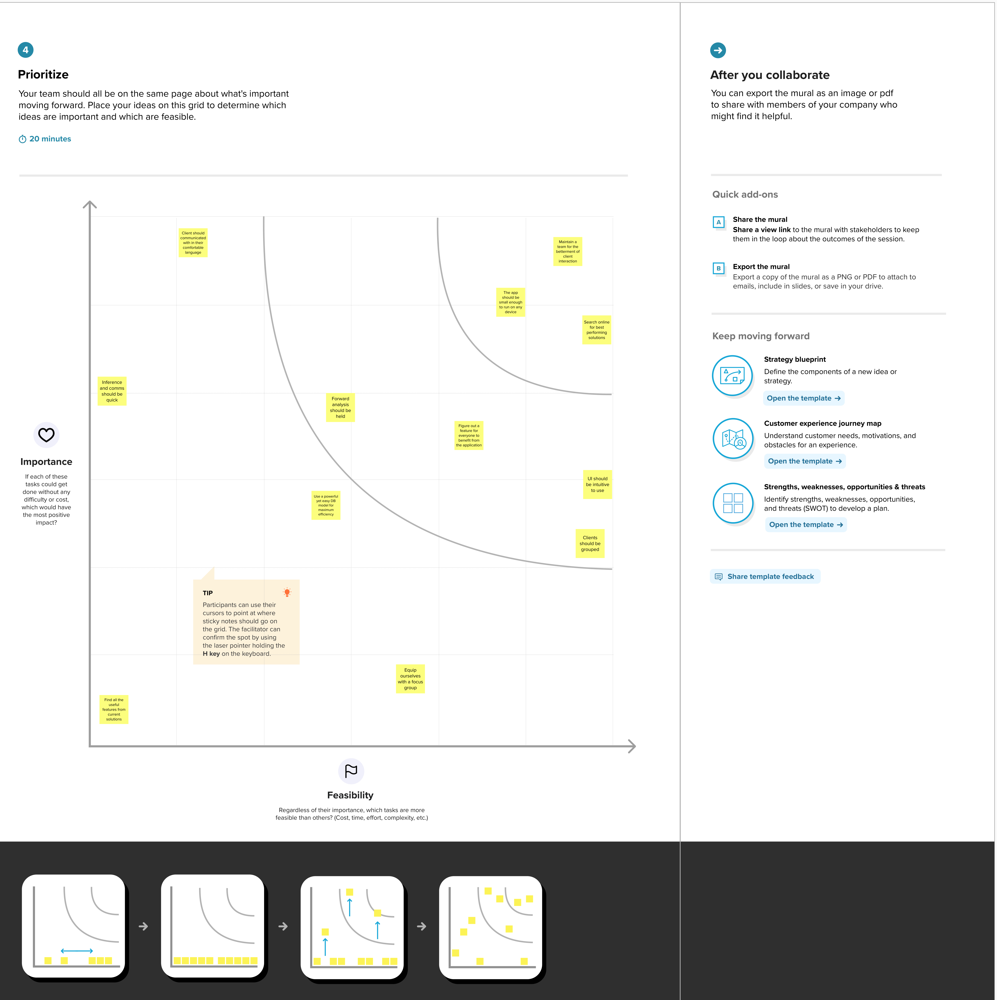 4
Prioritize
Your team should all be on the same page about what's important
moving forward. Place your ideas on this grid to determine which
ideas are important and which are feasible.
20 minutes
Client should
communicated
with in their
comfortable
language
Maintain a
team for the
betterment of
client
interaction
The app
should be
small enough
to run on any
device
Search online
for best
performing
solutions
Inference
and comms
should be
quick
Forward
analysis
should be
held
Figure out a
feature for
everyone to
benefit from
the application
UI should
be intuitive
to use
Use a powerful
yet easy DB
model for
maximum
efficiency
Clients
should be
grouped
Importance
If each of these
tasks could get
done without any
difficulty or cost,
which would have
the most positive
impact?
TIP
Participants can use their
cursors to point at where
sticky notes should go on
the grid. The facilitator can
confirm the spot by using
the laser pointer holding the
H key on the keyboard.
Equip
ourselves
with a focus
group
Find all the
useful
features from
current
solutions
Feasibility
Regardless of their importance, which tasks are more
feasible than others? (Cost, time, effort, complexity, etc.)
After you collaborate
You can export the mural as an image or pdf
to share with members of your company who
might find it helpful.
Quick add-ons
A
Share the mural
Share a view link to the mural with stakeholders to keep
them in the loop about the outcomes of the session.
B
Export the mural
Export a copy of the mural as a PNG or PDF to attach to
emails, include in slides, or save in your drive.
Keep moving forward
Strategy blueprint
Define the components of a new idea or
strategy.
Open the template
Customer experience journey map
Understand customer needs, motivations, and
obstacles for an experience.
Open the template
Strengths, weaknesses, opportunities & threats
Identify strengths, weaknesses, opportunities,
and threats (SWOT) to develop a plan.
Open the template
Share template feedback